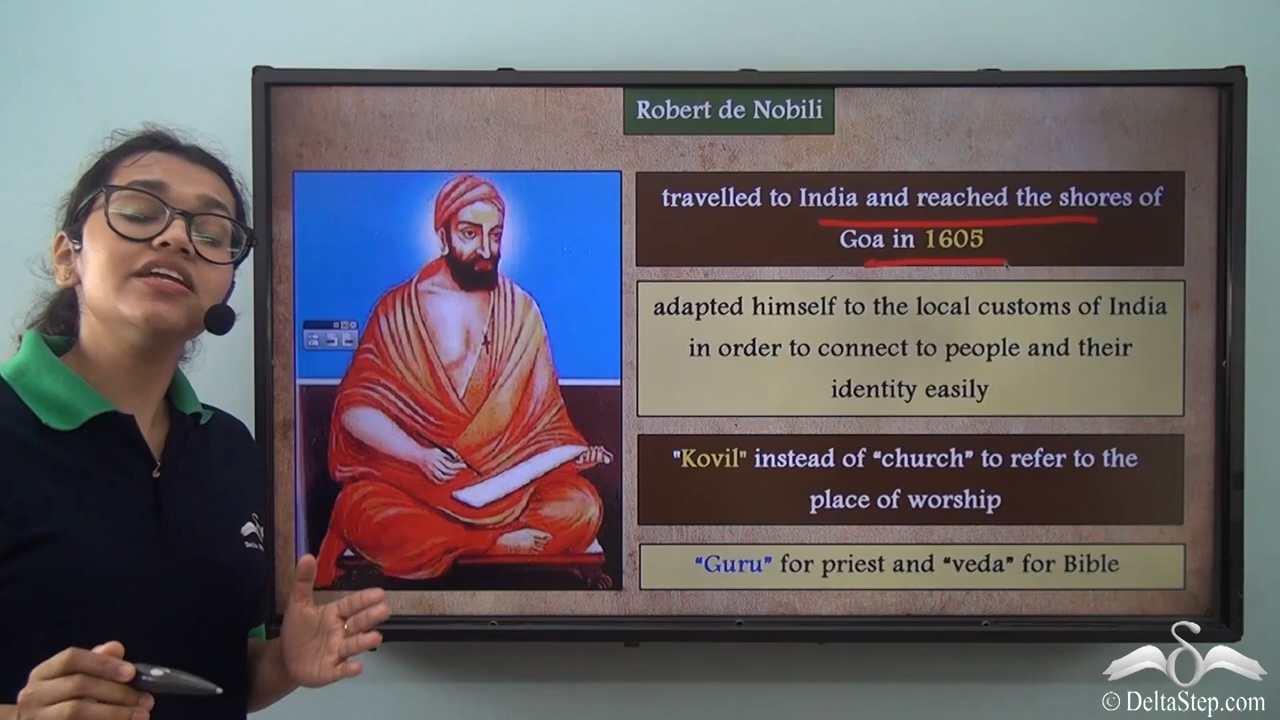 Robert de Nobili
travelled to India and reached the shores of
Goa in 1605
adapted himself to the local customs of India
in order to connect to people and their
identity easily
"Kovil" instead of “church” to refer to the
place of worship
“Guru” for priest and “veda” for Bible
© DeltaStep.com